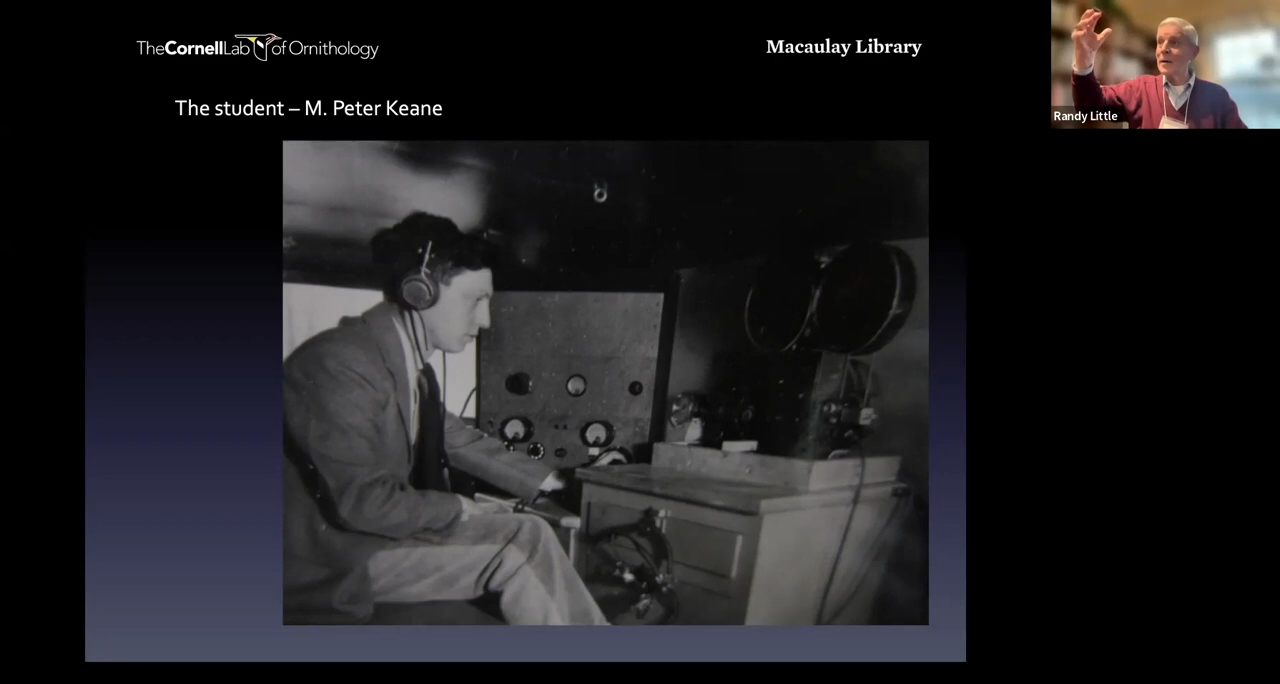 TheCornellLab of Ornithology
Macaulay Library
The student – M. Peter Keane
Randy Little